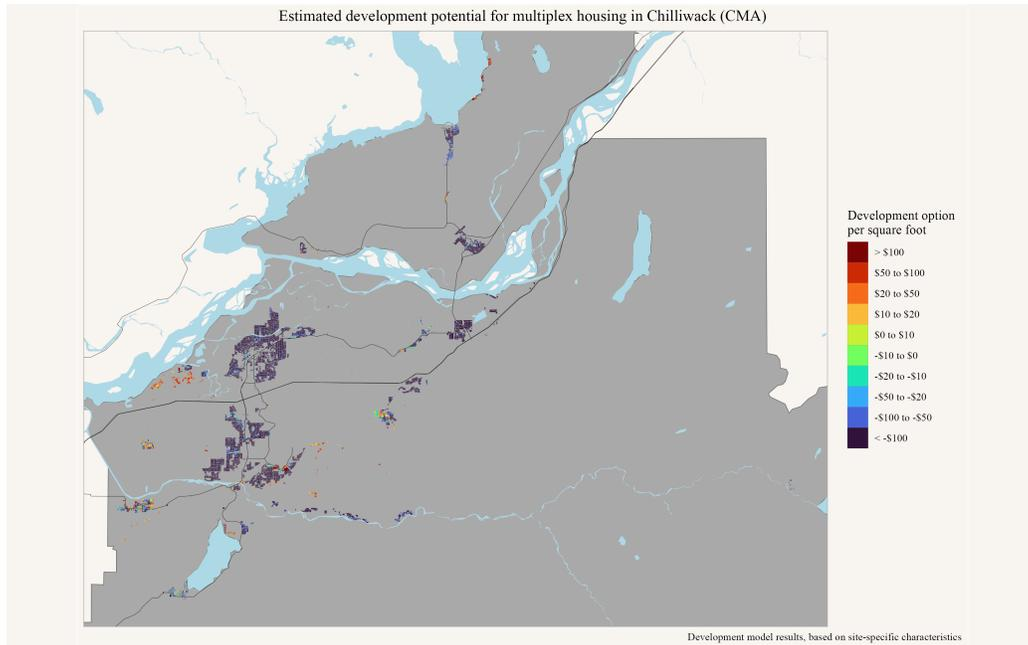 Estimated development potential for multiplex housing in Chilliwack (CMA)
Development option
per square foot
> $100
$50 to $100
$20 to $50
$10 to $20
$0 to $10
-$10 to $0
-$20 to -$10
-$50 to -$20
-$100 to -$50
< -$100
Development model results, based on site-specific characteristics